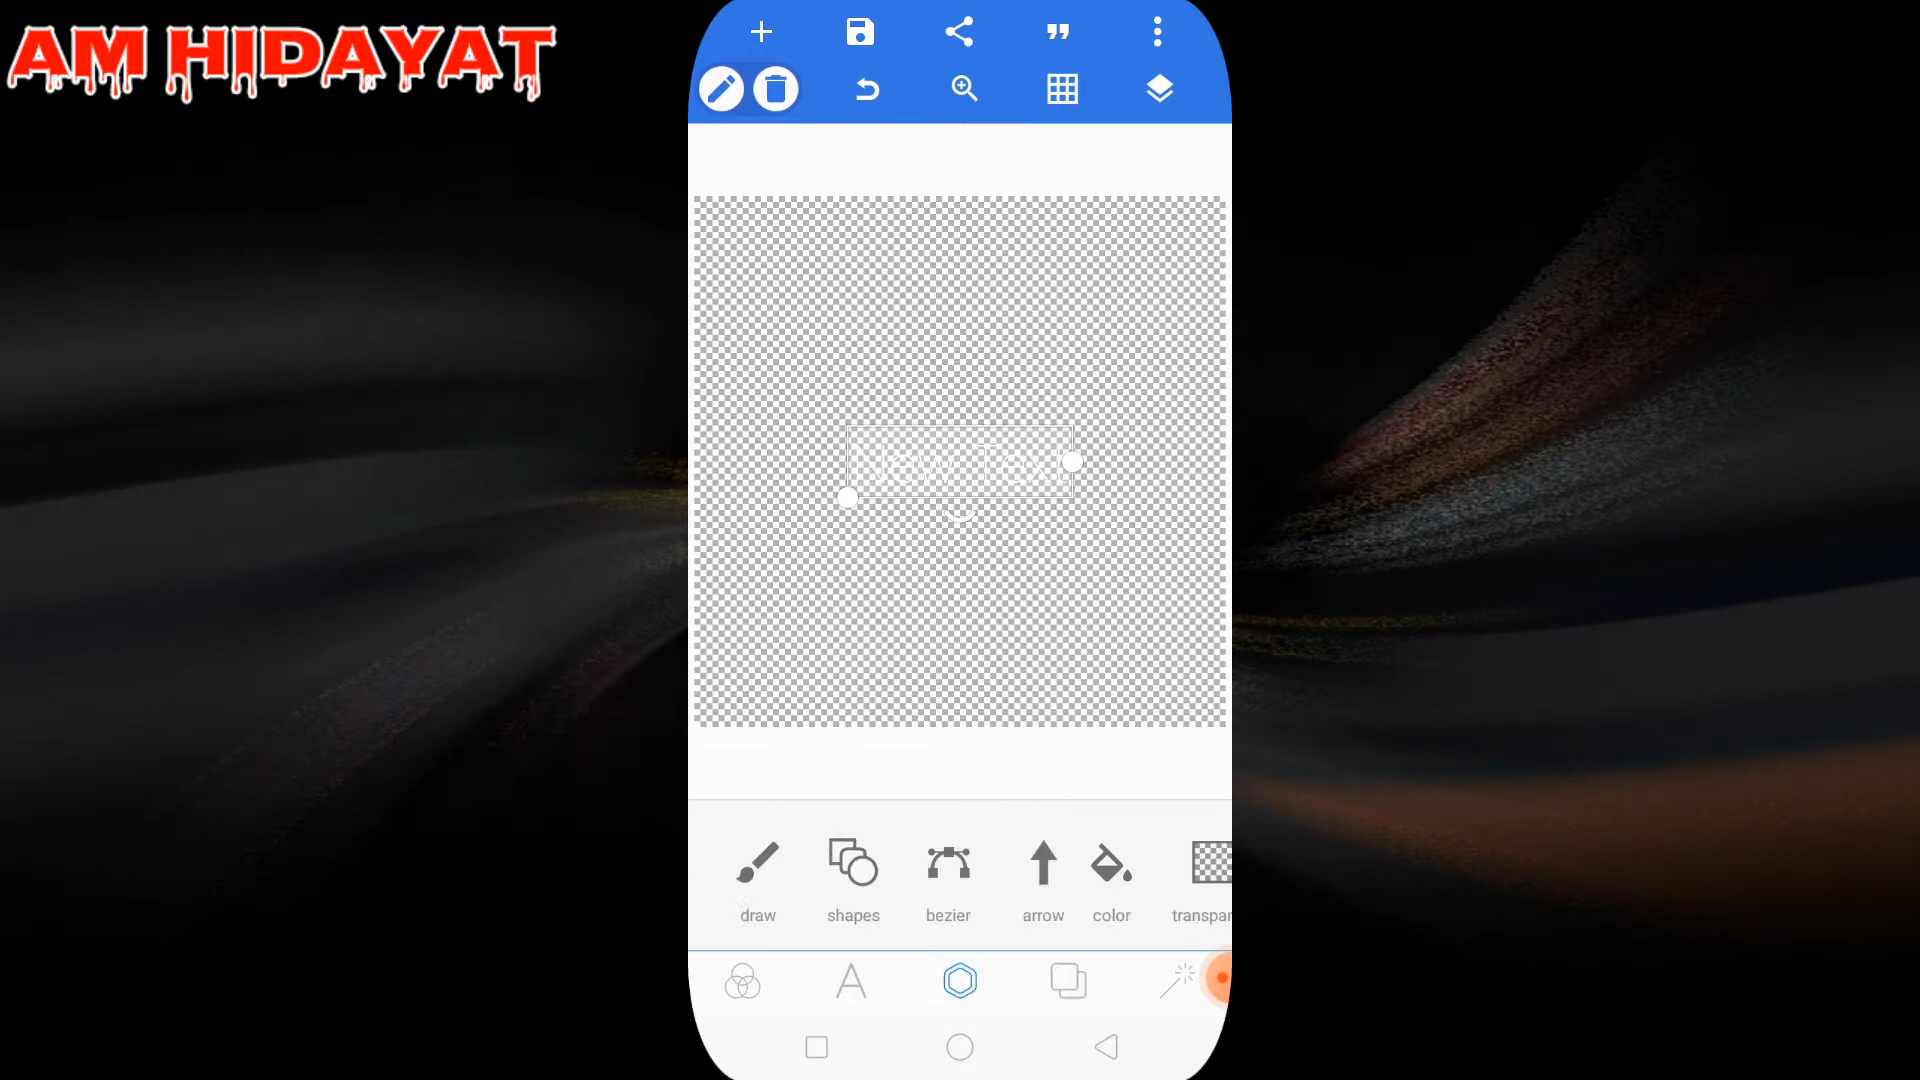 AM HIDAYAT
New Text
draw
shapes
bezier
arrow
color
transpar